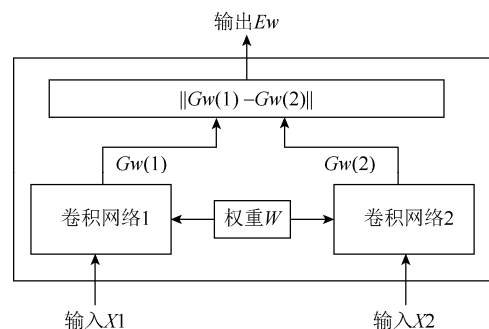 输出Ew
||Gw(1) –Gw(2)||
Gw(1)
Gw(2)
卷积网络1
权重W
卷积网络2
输入X1
输入X2